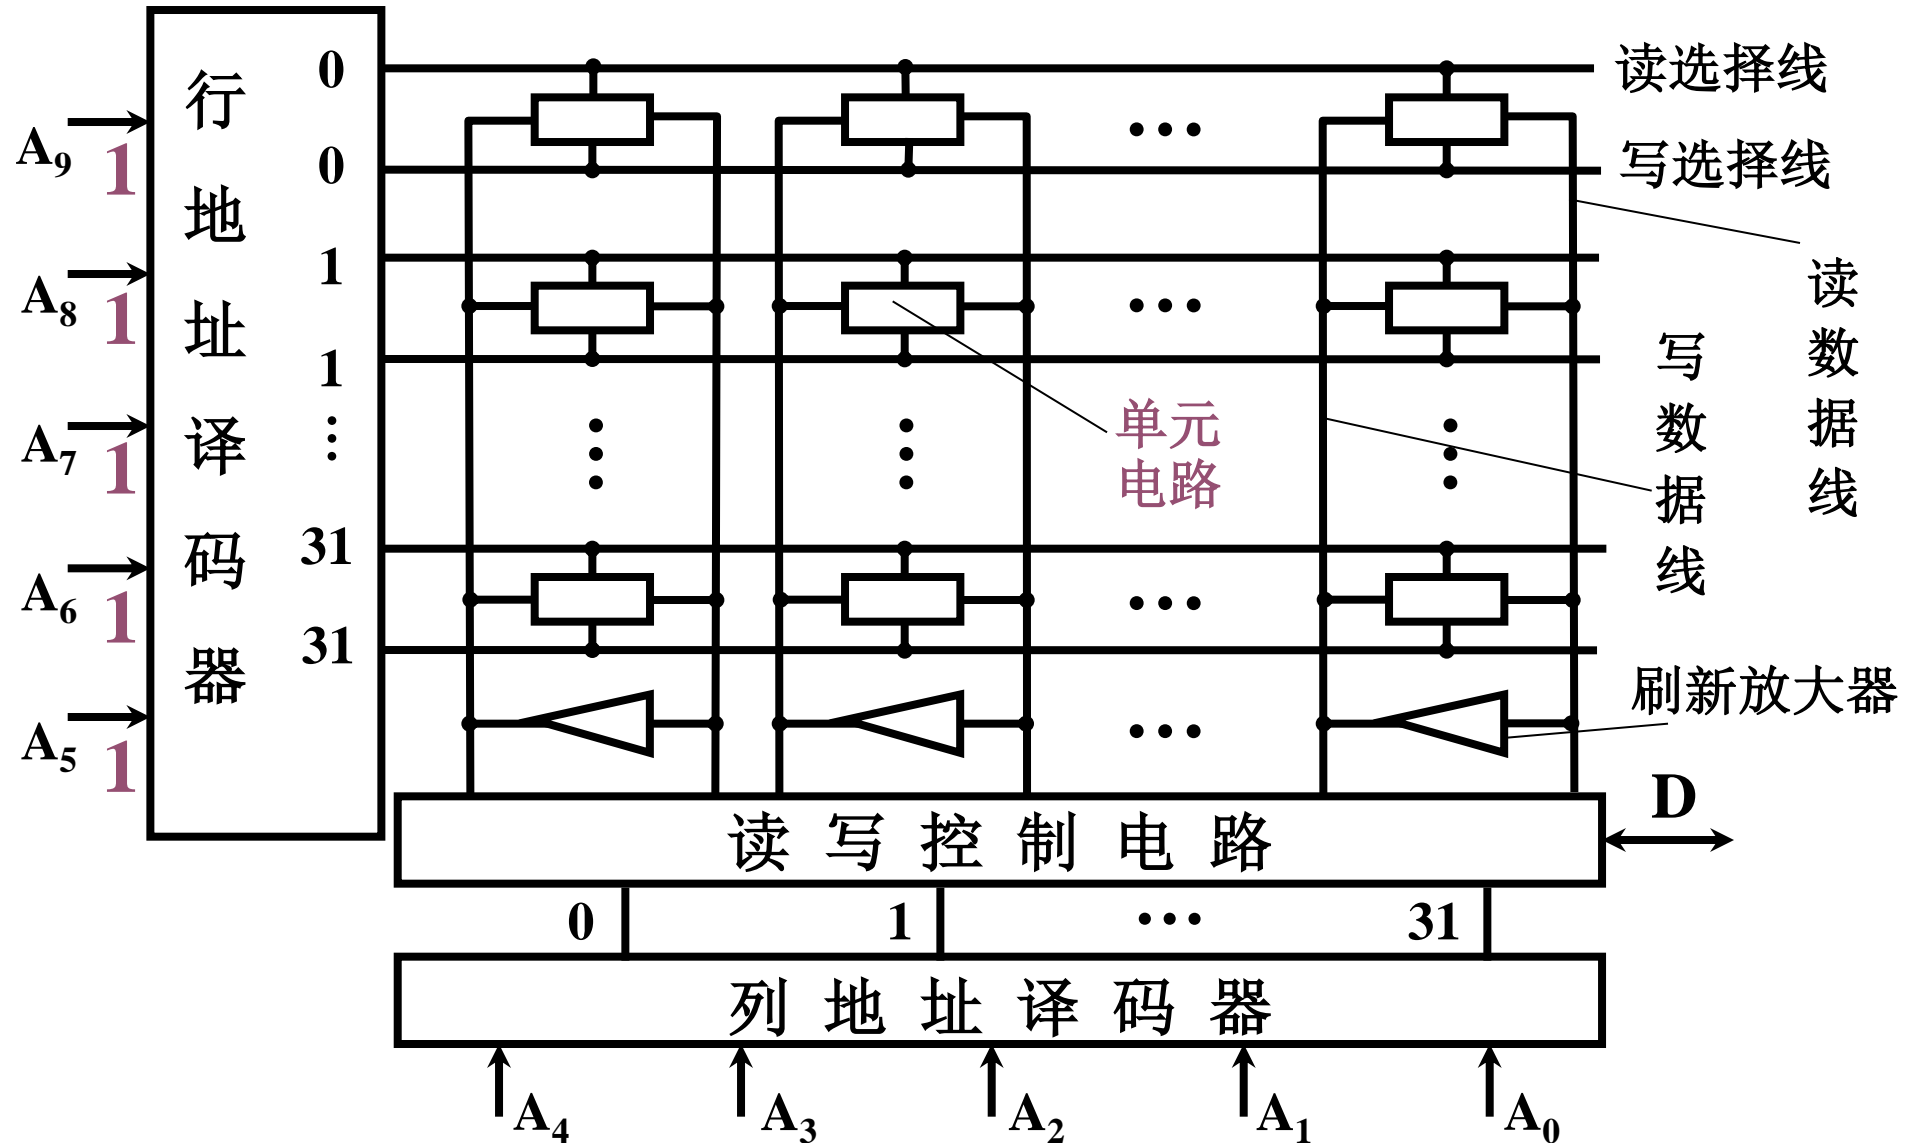 行地址译码器
A9 1
A8 1
A7 1
A6 1
A5 1
0
0
1
1
⋮
31
31
读选择线
写选择线
读数据线
写数据线
单元
电路
刷新放大器
D
读写控制电路
0 1 … 31
列地址译码器
A4 A3 A2 A1 A0